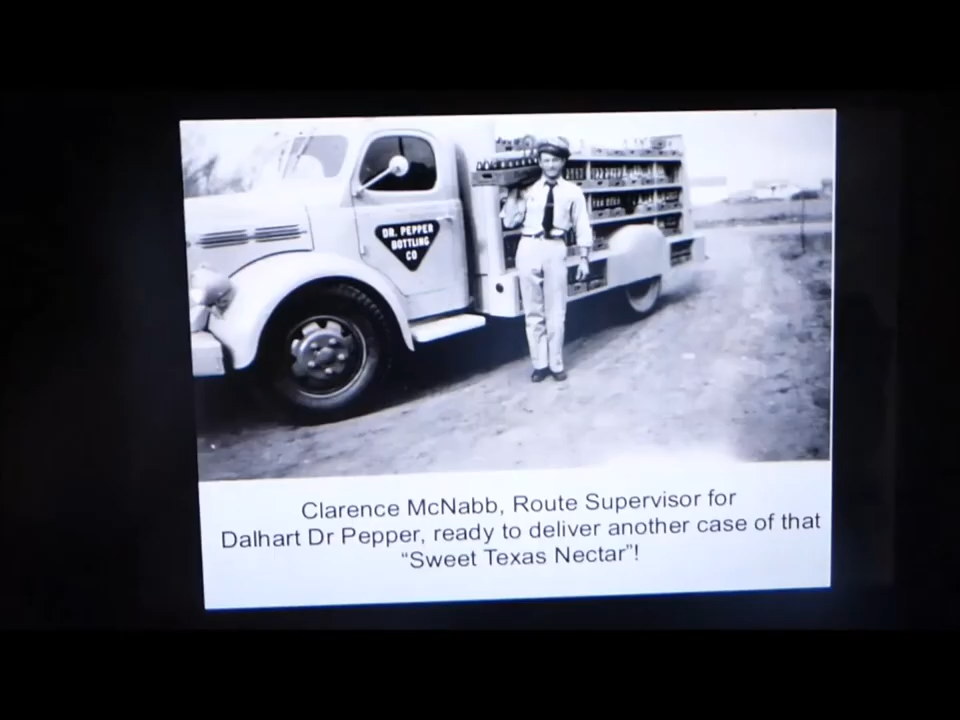 DR. PEPPER
BOTTLING
CO
Clarence McNabb, Route Supervisor for
Dalhart Dr Pepper, ready to deliver another case of that
“Sweet Texas Nectar”!